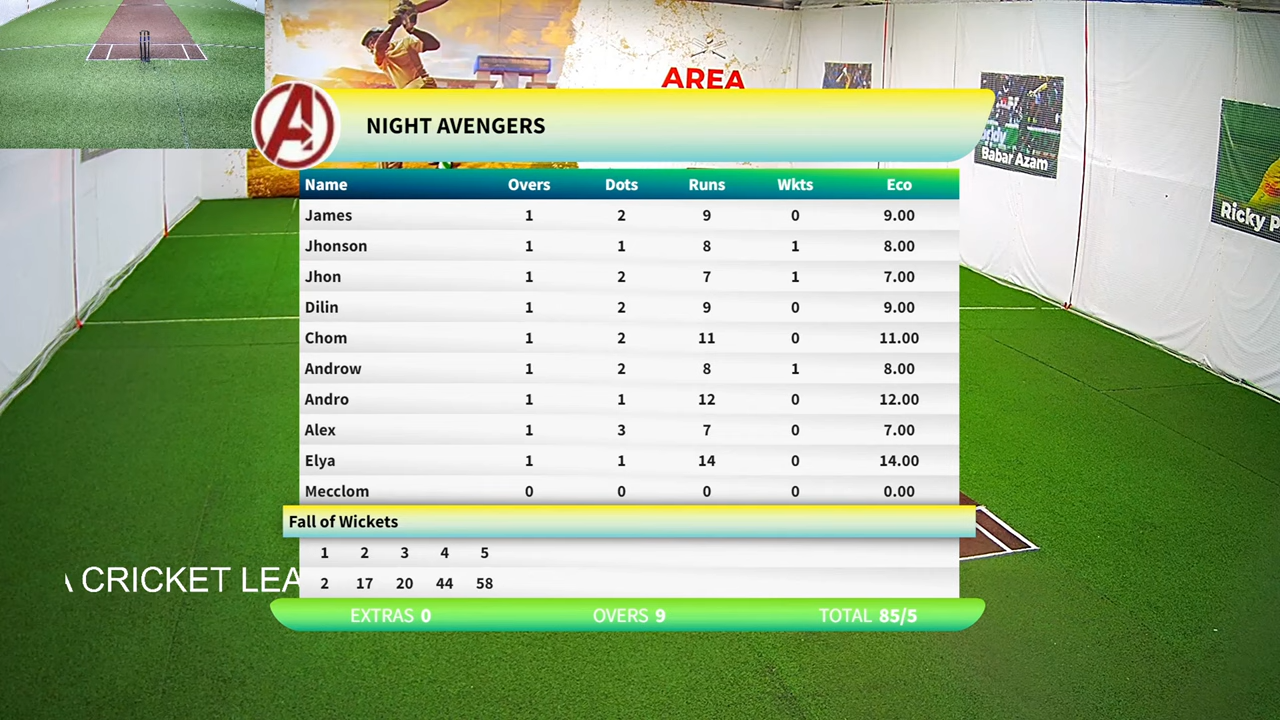 AREA
NIGHT AVENGERS
Babar Azam
Ricky P
Name Overs Dots Runs Wkts Eco
James 1 2 9 0 9.00
Jhonson 1 1 8 1 8.00
Jhon 1 2 7 1 7.00
Dilin 1 2 9 0 9.00
Chom 1 2 11 0 11.00
Androw 1 2 8 1 8.00
Andro 1 1 12 0 12.00
Alex 1 3 7 0 7.00
Elya 1 1 14 0 14.00
Mecclom 0 0 0 0 0.00
Fall of Wickets
1 2 3 4 5
2 17 20 44 58
CRICKET LEA
EXTRAS 0 OVERS 9 TOTAL 85/5